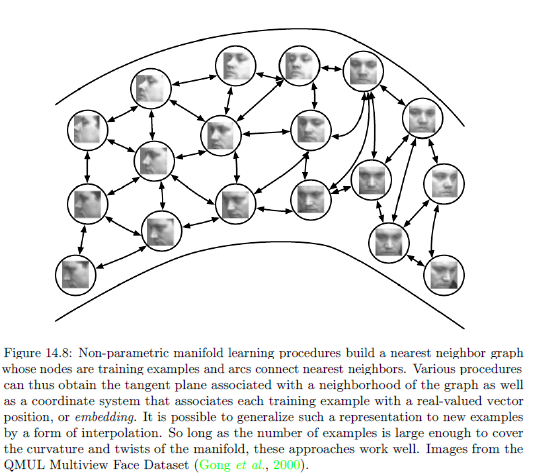 Figure 14.8: Non-parametric manifold learning procedures build a nearest neighbor graph
whose nodes are training examples and arcs connect nearest neighbors. Various procedures
can thus obtain the tangent plane associated with a neighborhood of the graph as well
as a coordinate system that associates each training example with a real-valued vector
position, or embedding. It is possible to generalize such a representation to new examples
by a form of interpolation. So long as the number of examples is large enough to cover
the curvature and twists of the manifold, these approaches work well. Images from the
QMUL Multiview Face Dataset (Gong et al., 2000).